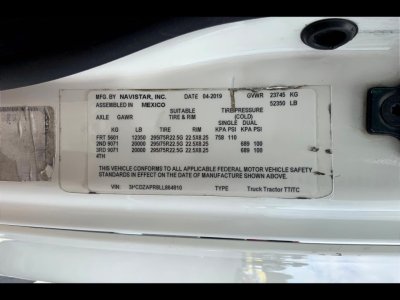 MFG. BY NAVISTAR, INC. DATE 04-2019 GVWR 23745 KG
ASSEMBLED IN MEXICO 52350 LB
SUITABLE TIRE/PRESSURE
AXLE GAWR TIRE & RIM (COLD)
SINGLE DUAL
KG LB TIRE RIM KPA PSI KPA PSI
FRT 5601 12350 295/75R22.5G 22.5X8.25 758 110
2ND 9071 20000 295/75R22.5G 22.5X8.25 689 100
3RD 9071 20000 295/75R22.5G 22.5X8.25 689 100
4TH
THIS VEHICLE CONFORMS TO ALL APPLICABLE FEDERAL MOTOR VEHICLE SAFETY
STANDARDS IN EFFECT ON THE DATE OF MANUFACTURE SHOWN ABOVE.
VIN: TYPE: Truck Tractor TT/TC